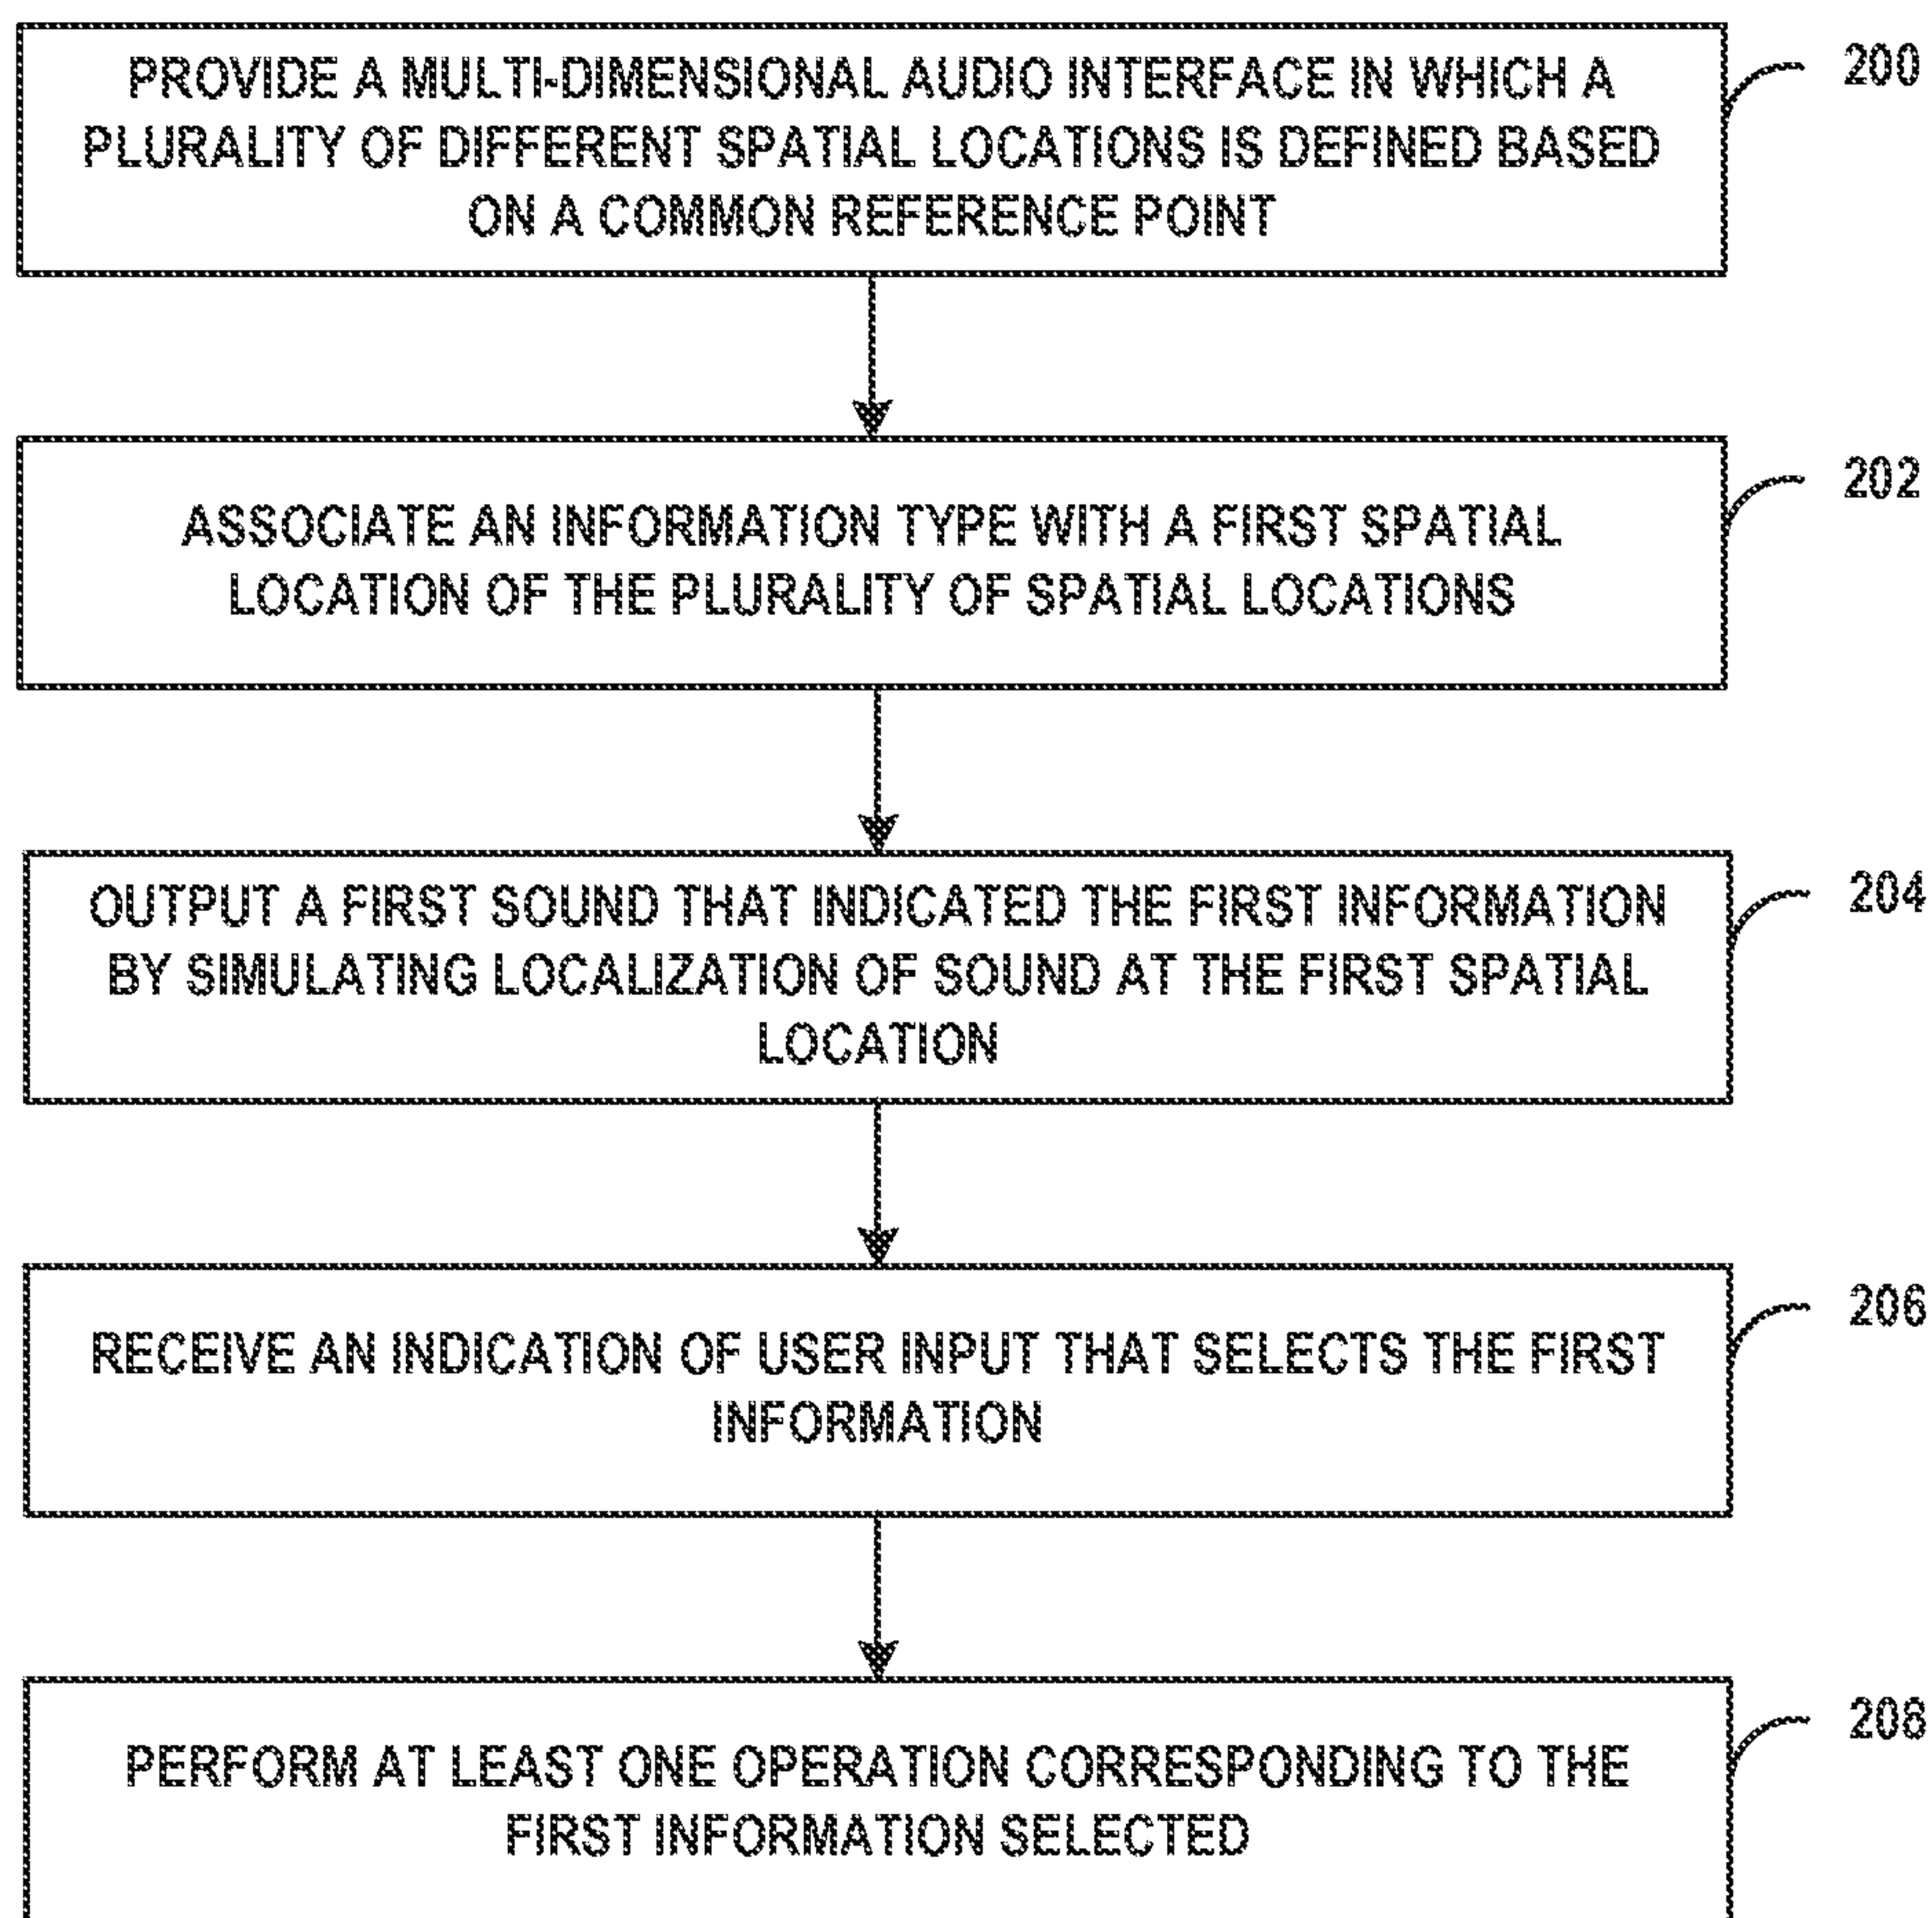 PROVIDE A MULTI-DIMENSIONAL AUDIO INTERFACE IN WHICH A
PLURALITY OF DIFFERENT SPATIAL LOCATIONS IS DEFINED BASED
ON A COMMON REFERENCE POINT
200
ASSOCIATE AN INFORMATION TYPE WITH A FIRST SPATIAL
LOCATION OF THE PLURALITY OF SPATIAL LOCATIONS
202
OUTPUT A FIRST SOUND THAT INDICATED THE FIRST INFORMATION
BY SIMULATING LOCALIZATION OF SOUND AT THE FIRST SPATIAL
LOCATION
204
RECEIVE AN INDICATION OF USER INPUT THAT SELECTS THE FIRST
INFORMATION
206
PERFORM AT LEAST ONE OPERATION CORRESPONDING TO THE
FIRST INFORMATION SELECTED
208